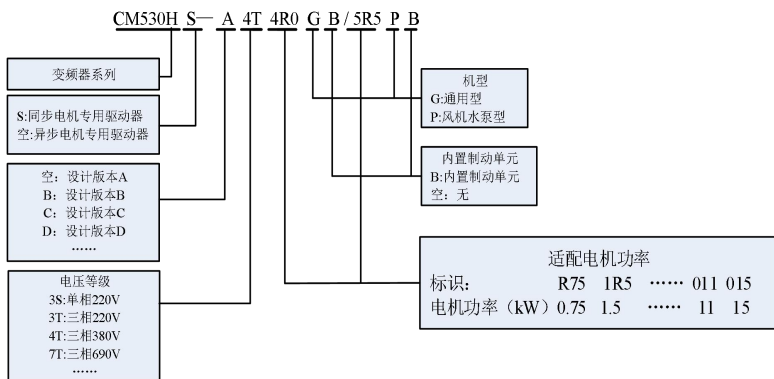 CM530H S— A 4T 4R0 G B / 5R5 P B
变频器系列
S:同步电机专用驱动器
空:异步电机专用驱动器
空：设计版本A
B：设计版本B
C：设计版本C
D：设计版本D
……
电压等级
3S:单相220V
3T:三相220V
4T:三相380V
7T:三相690V
……
机型
G:通用型
P:风机水泵型
内置制动单元
B:内置制动单元
空：无
适配电机功率
标识： R75 1R5 …… 011 015
电机功率（kW）0.75 1.5 …… 11 15